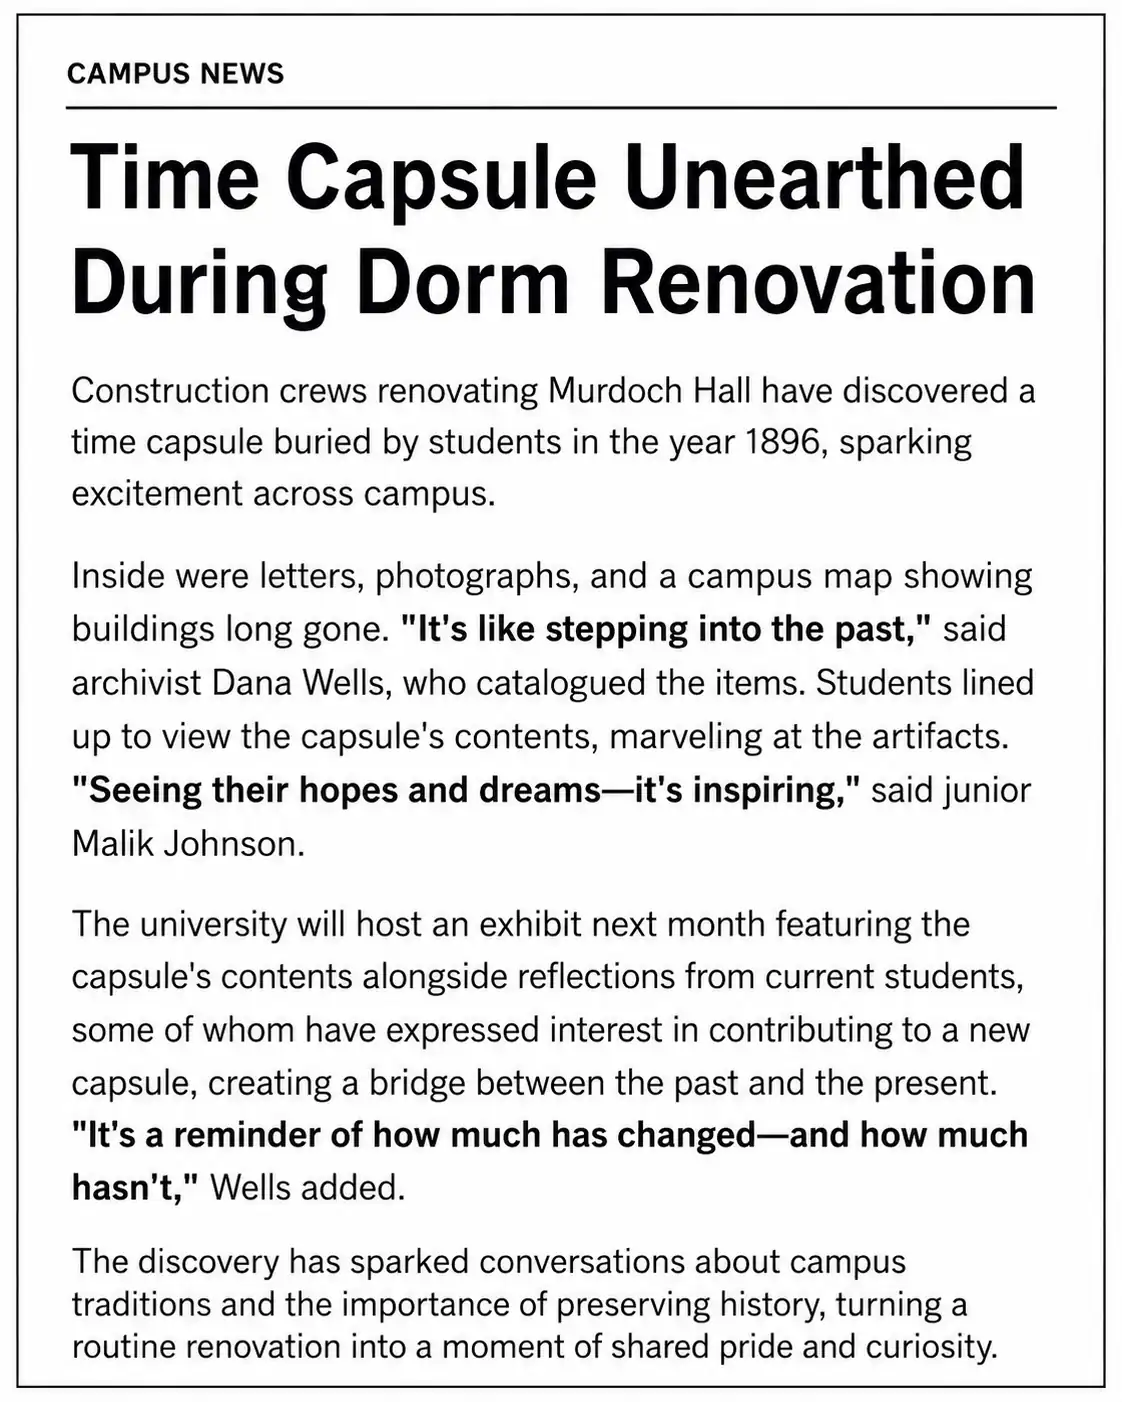 CAMPUS NEWS
Time Capsule Unearthed
During Dorm Renovation
Construction crews renovating Murdoch Hall have discovered a
time capsule buried by students in the year 1896, sparking
excitement across campus.
Inside were letters, photographs, and a campus map showing
buildings long gone. "It's like stepping into the past," said
archivist Dana Wells, who catalogued the items. Students lined
up to view the capsule's contents, marveling at the artifacts.
"Seeing their hopes and dreams—it's inspiring," said junior
Malik Johnson.
The university will host an exhibit next month featuring the
capsule's contents alongside reflections from current students,
some of whom have expressed interest in contributing to a new
capsule, creating a bridge between the past and the present.
"It's a reminder of how much has changed—and how much
hasn’t," Wells added.
The discovery has sparked conversations about campus
traditions and the importance of preserving history, turning a
routine renovation into a moment of shared pride and curiosity.